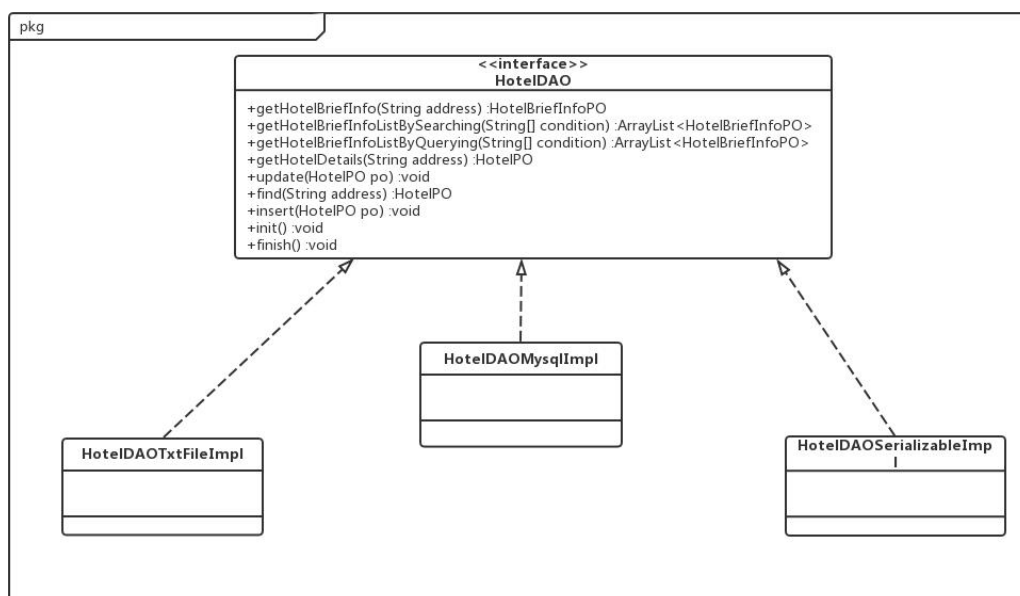 pkg
<<interface>>
HotelDAO
+getHotelBriefInfo(String address) :HotelBriefInfoPO
+getHotelBriefInfoListBySearching(String[] condition) :ArrayList<HotelBriefInfoPO>
+getHotelBriefInfoListByQuerying(String[] condition) :ArrayList<HotelBriefInfoPO>
+getHotelDetails(String address) :HotelPO
+update(HotelPO po) :void
+find(String address) :HotelPO
+insert(HotelPO po) :void
+init() :void
+finish() :void
HotelDAOMysqlImpl
HotelDAOTxtFileImpl
HotelDAOSerializableImp
l